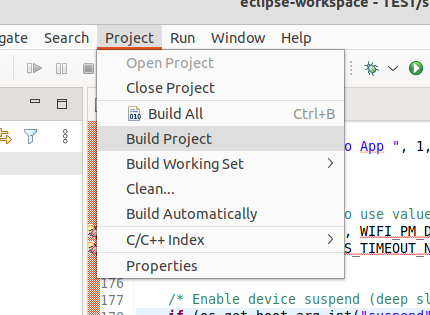 eclipse-workspace - TEST/s
gate Search Project Run Window Help
Open Project
Close Project
010 Build All Ctrl+B
o App ", 1,
Build Project
Build Working Set
Clean...
Build Automatically
o use value
C/C++ Index
, WIFI_PM_D
S_TIMEOUT_N
Properties
176
177 /* Enable device suspend (deep sl
if (os_get_boot_arg_int("suspend"